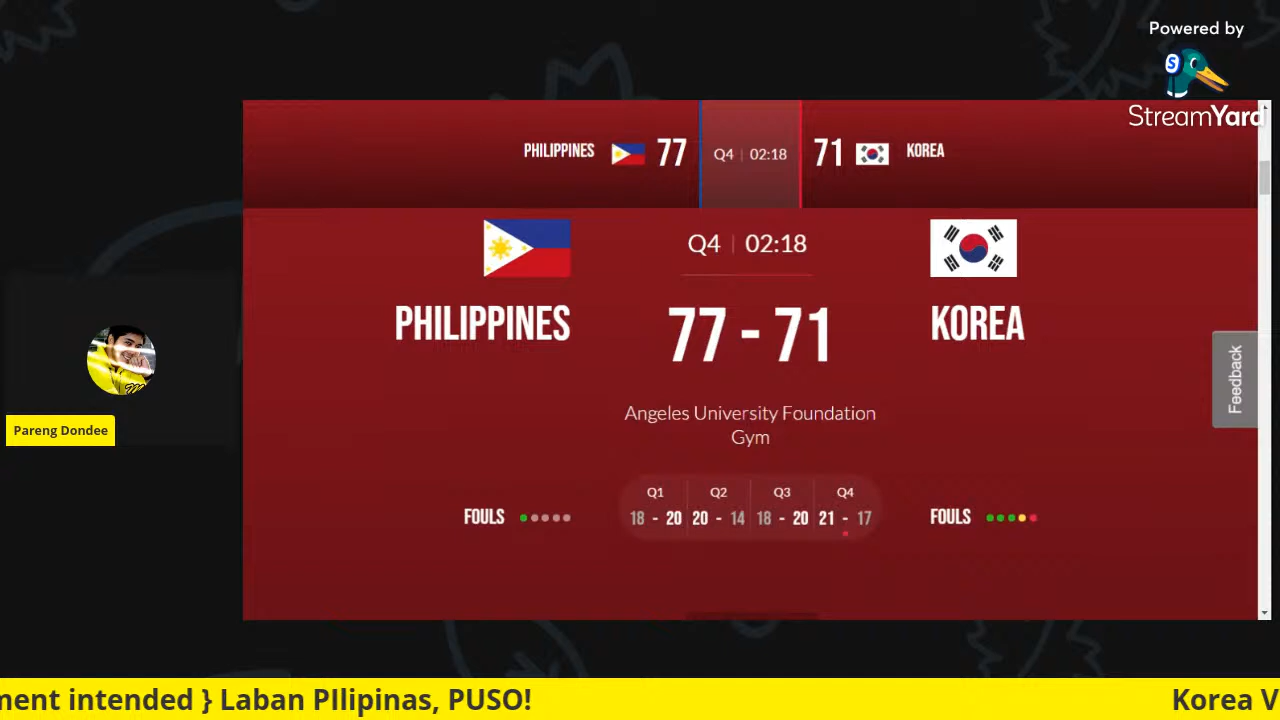 Powered by
StreamYard
PHILIPPINES 77 Q4 | 02:18 71 KOREA
Q4 | 02:18
PHILIPPINES 77 - 71 KOREA
Angeles University Foundation
Gym
Q1 Q2 Q3 Q4
FOULS 18 - 20 20 - 14 18 - 20 21 - 17 FOULS
Feedback
Pareng Dondee
ment intended } Laban PIlipinas, PUSO! Korea V